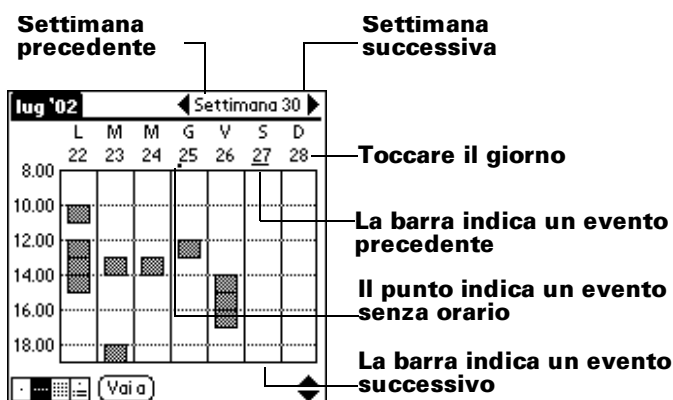 Settimana
precedente
Settimana
successiva
lug '02
Settimana 30
L M M G V S D
22 23 24 25 26 27 28
Toccare il giorno
8.00
10.00
La barra indica un evento
precedente
12.00
14.00
Il punto indica un evento
senza orario
16.00
18.00
La barra indica un evento
successivo
Vai a